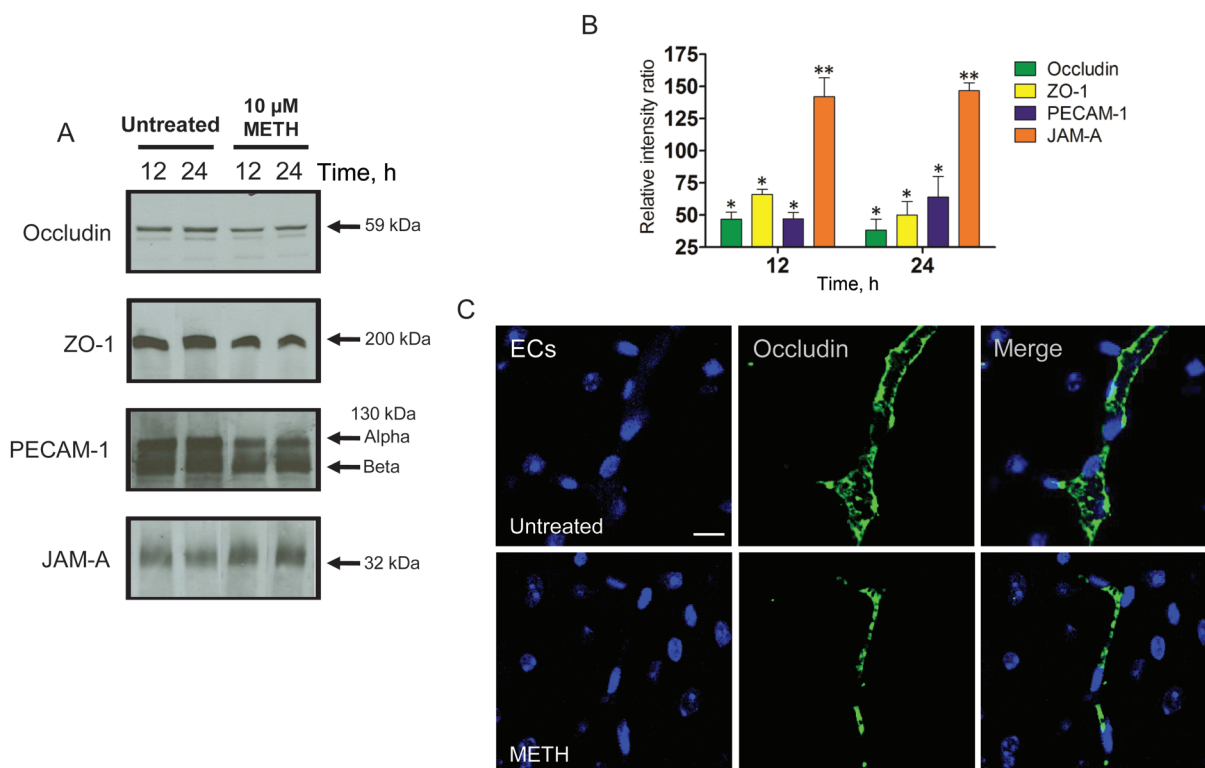 A
Untreated
10 µM
METH
12 24 12 24 Time, h
Occludin
59 kDa
ZO-1
200 kDa
PECAM-1
130 kDa
Alpha
Beta
JAM-A
32 kDa
B
Relative intensity ratio
175
150
125
100
75
50
25
* * * **
* * * **
12 24
Time, h
Occludin
ZO-1
PECAM-1
JAM-A
C
ECs
Occludin
Merge
Untreated
METH